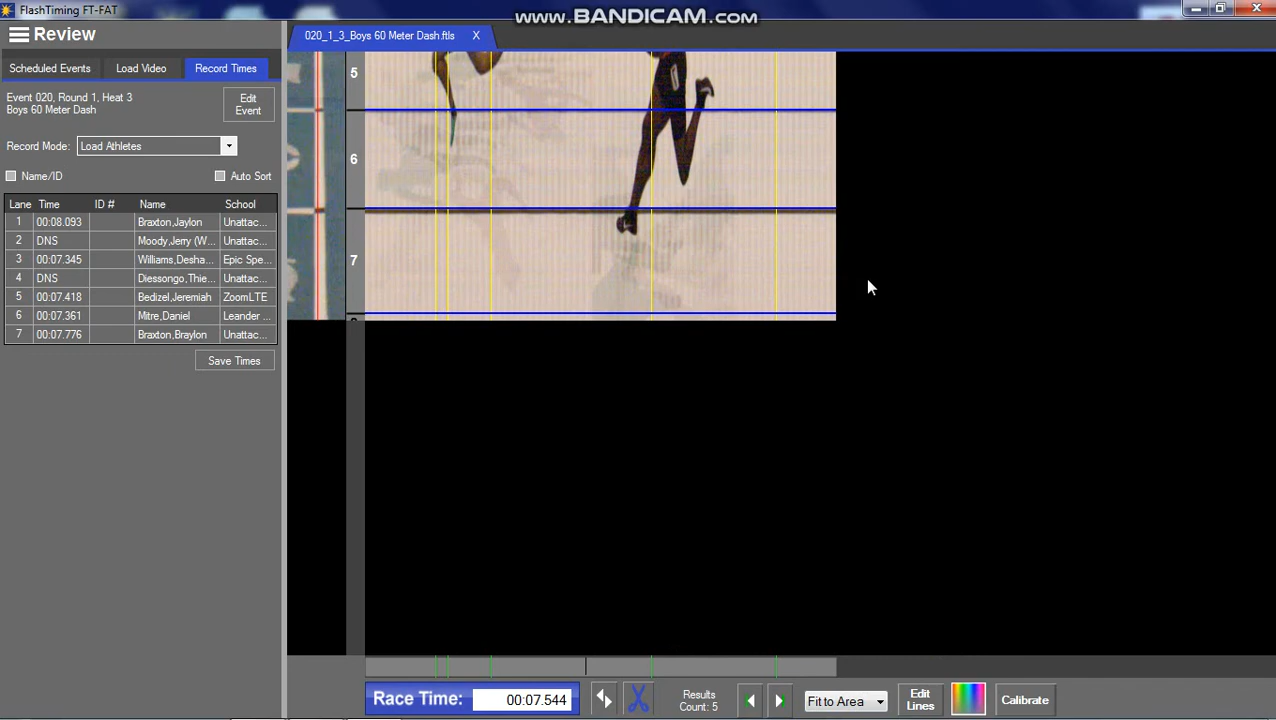 FlashTiming FT-FAT
www.BANDICAM.com
Review
020_1_3_Boys 60 Meter Dash.ftls X
Scheduled Events Load Video Record Times
Event 020, Round 1, Heat 3
Boys 60 Meter Dash
Edit
Event
Record Mode: Load Athletes
Name/ID Auto Sort
Lane Time ID # Name School
1 00:08.093 Braxton,Jaylon Unattac...
2 DNS Moody,Jerry (W... Unattac...
3 00:07.345 Williams,Desha... Epic Spe...
4 DNS Diessongo,Thie... Unattac...
5 00:07.418 Bedizel,Jeremiah ZoomLTE
6 00:07.361 Mitre,Daniel Leander ...
7 00:07.776 Braxton,Braylon Unattac...
Save Times
5
6
7
Race Time: 00:07.544
Results
Count: 5
Fit to Area
Edit
Lines
Calibrate